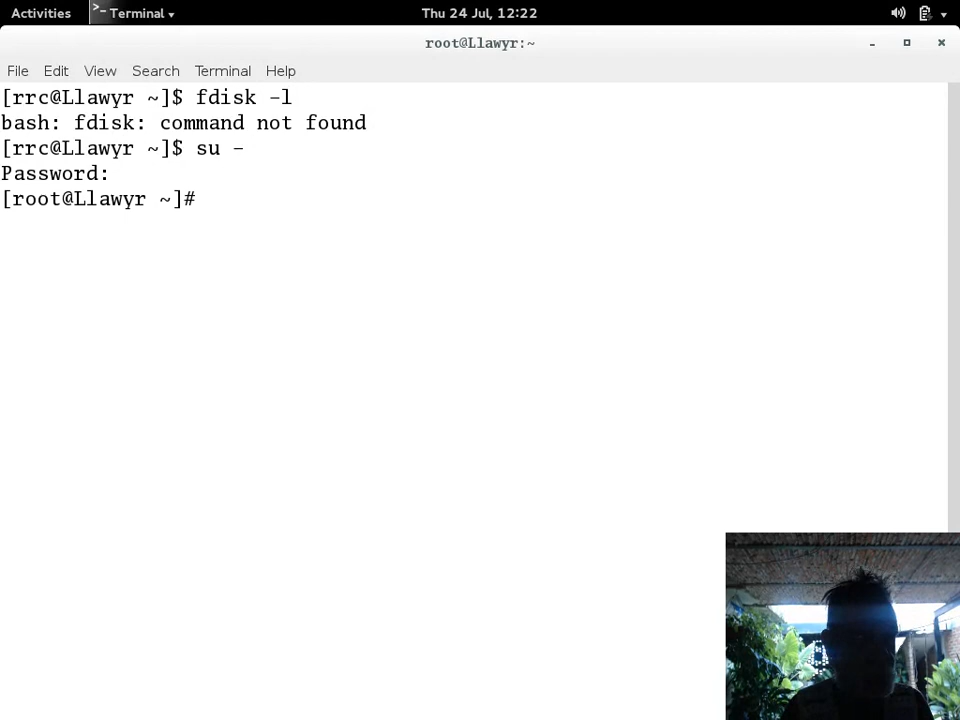 Activities >_ Terminal Thu 24 Jul, 12:22
root@Llawyr:~
File Edit View Search Terminal Help
[rrc@Llawyr ~]$ fdisk -l
bash: fdisk: command not found
[rrc@Llawyr ~]$ su -
Password:
[root@Llawyr ~]#